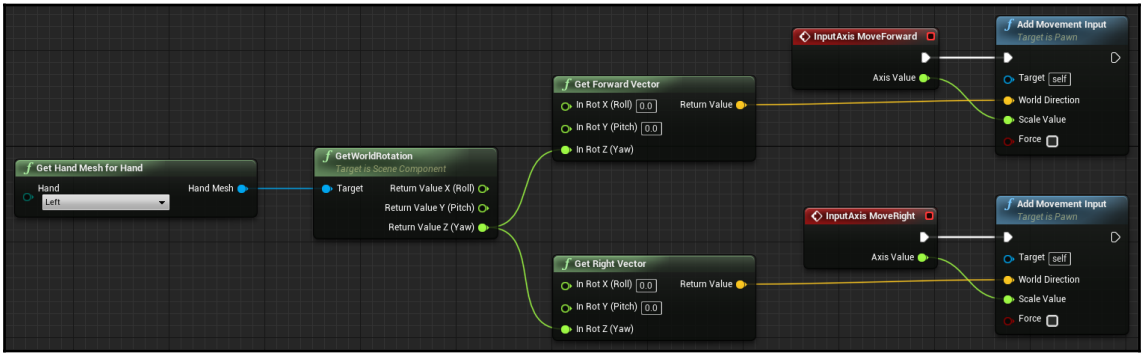 Get Hand Mesh for Hand
Hand
Left
Hand Mesh
GetWorldRotation
Target is Scene Component
Target
Return Value X (Roll)
Return Value Y (Pitch)
Return Value Z (Yaw)
Get Forward Vector
In Rot X (Roll) 0.0
Return Value
In Rot Y (Pitch) 0.0
In Rot Z (Yaw)
InputAxis MoveForward
Axis Value
Add Movement Input
Target is Pawn
Target self
World Direction
Scale Value
Force
Get Right Vector
In Rot X (Roll) 0.0
Return Value
In Rot Y (Pitch) 0.0
In Rot Z (Yaw)
InputAxis MoveRight
Axis Value
Add Movement Input
Target is Pawn
Target self
World Direction
Scale Value
Force